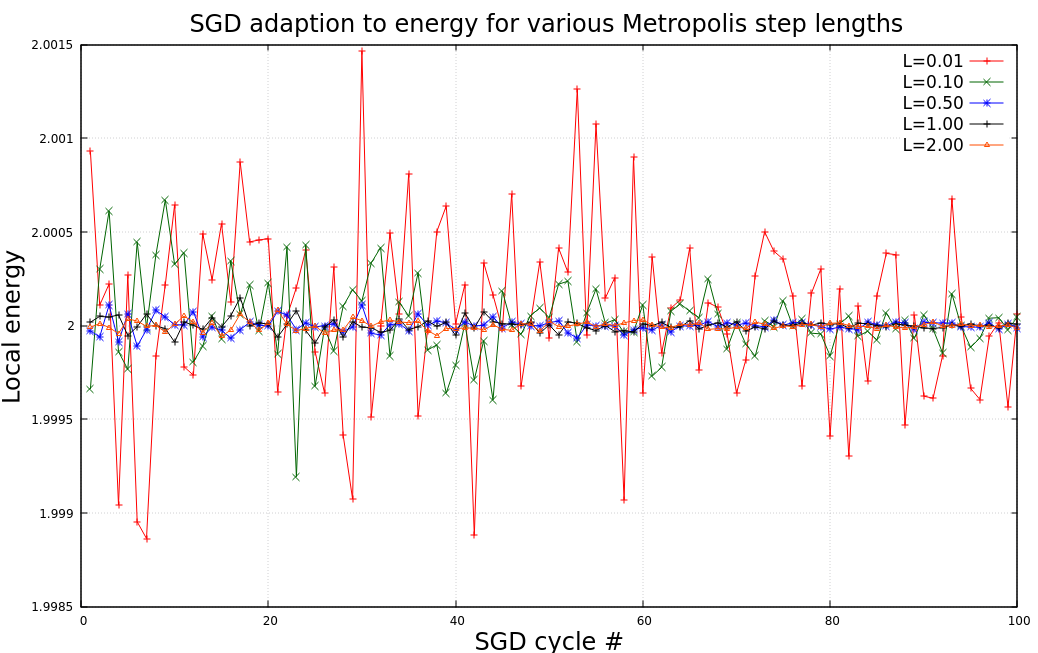 SGD adaption to energy for various Metropolis step lengths
2.0015
2.001
2.0005
2
1.9995
1.999
1.9985
Local energy
L=0.01
L=0.10
L=0.50
L=1.00
L=2.00
0 20 40 60 80 100
SGD cycle #